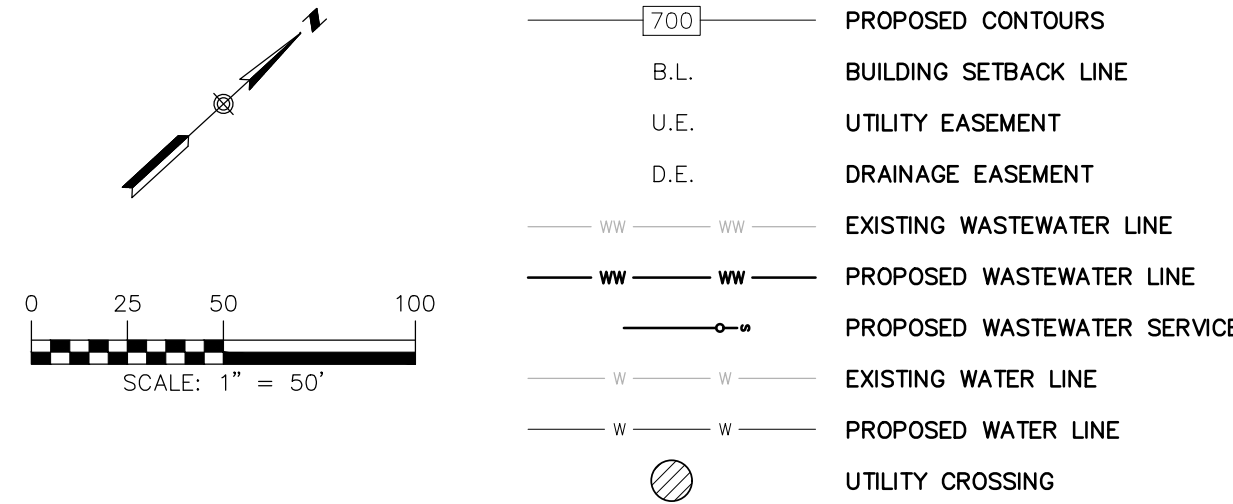 N
0 25 50 100
SCALE: 1" = 50'
700 PROPOSED CONTOURS
B.L. BUILDING SETBACK LINE
U.E. UTILITY EASEMENT
D.E. DRAINAGE EASEMENT
WW WW EXISTING WASTEWATER LINE
WW WW PROPOSED WASTEWATER LINE
S PROPOSED WASTEWATER SERVICE
W W EXISTING WATER LINE
W W PROPOSED WATER LINE
UTILITY CROSSING